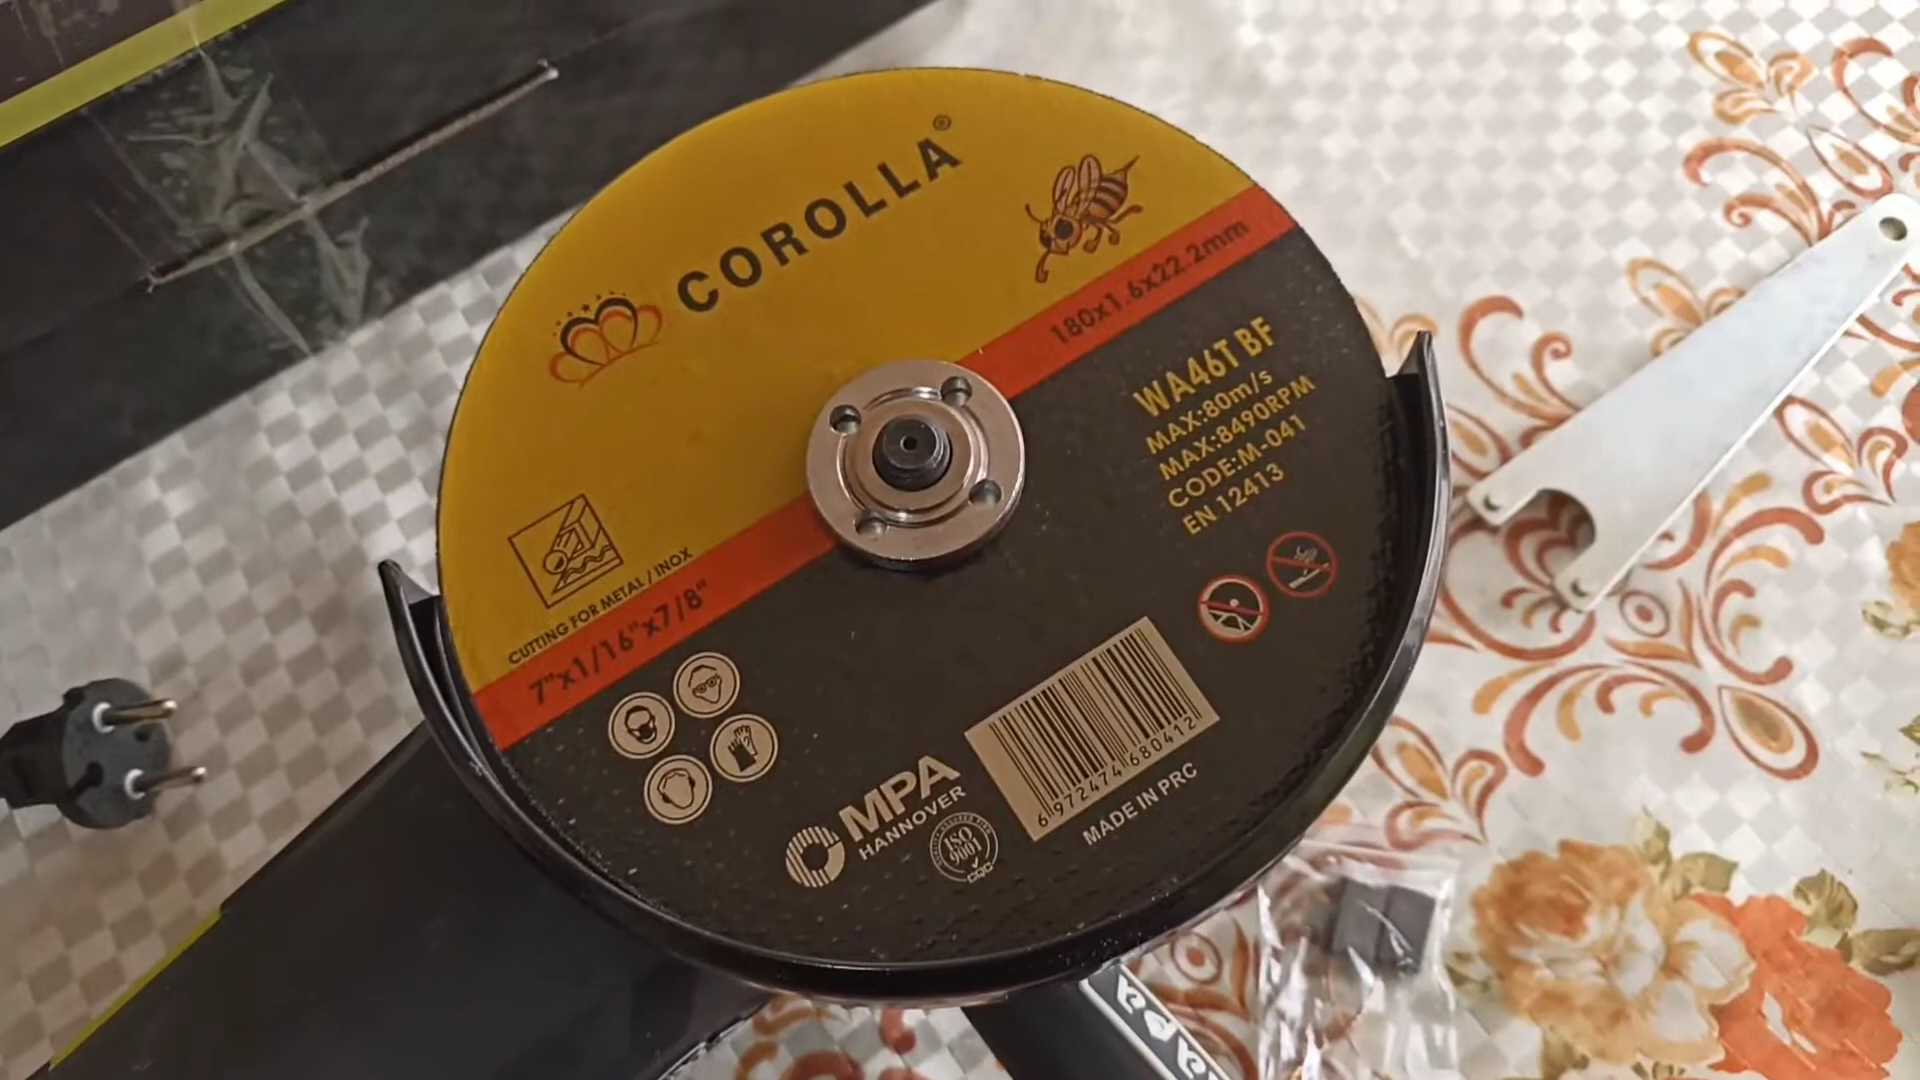 COROLLA®
180x1.6x22.2mm
WA46T BF
MAX:80m/s
MAX:8490RPM
CODE:M-041
EN 12413
CUTTING FOR METAL / INOX
7"x1/16"x7/8"
MPA
HANNOVER
ISO
9001
CQC
6 972474 680412
MADE IN PRC